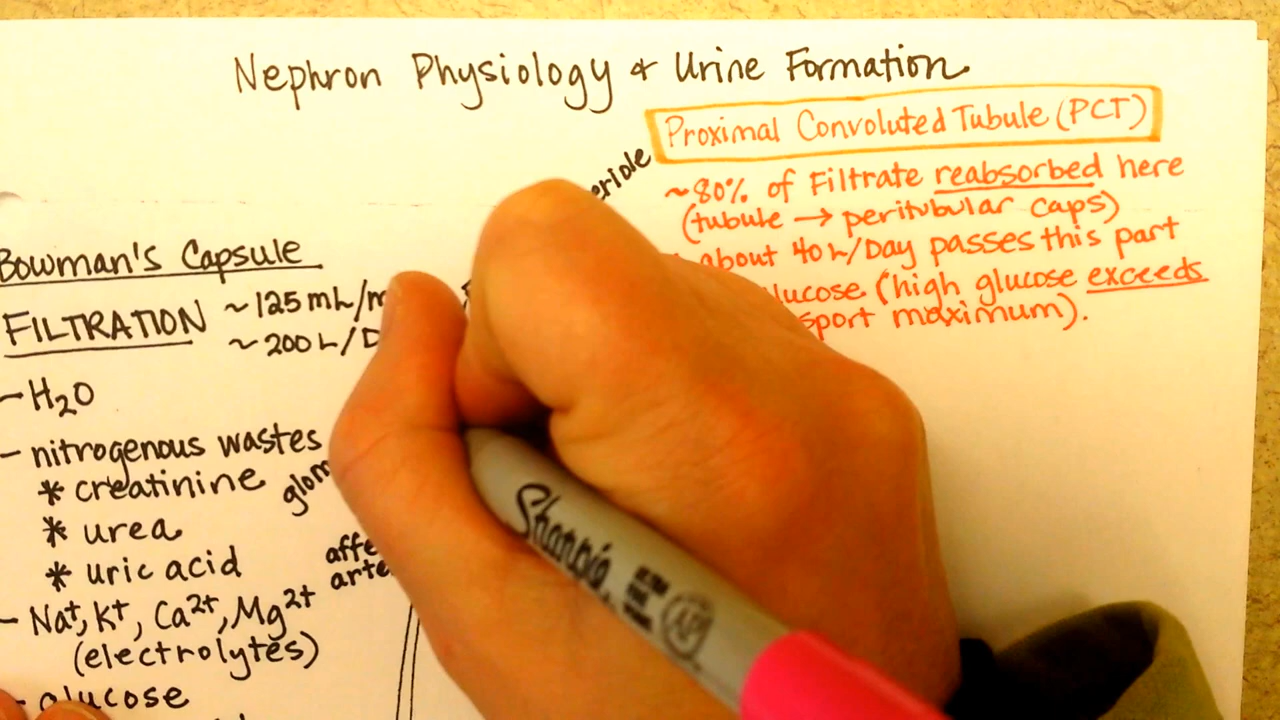 Nephron Physiology & Urine Formation
Proximal Convoluted Tubule (PCT)
~80% of Filtrate reabsorbed here
(tubule → peritubular caps)
about 40 L/Day passes this part
(high glucose exceeds
maximum).
Bowman's Capsule
FILTRATION ~125 mL/
~200 L/
- H2O
- nitrogenous wastes
* creatinine
* urea
* uric acid
- Na+, K+, Ca2+, Mg2+
(electrolytes)
- glucose
Sharpie